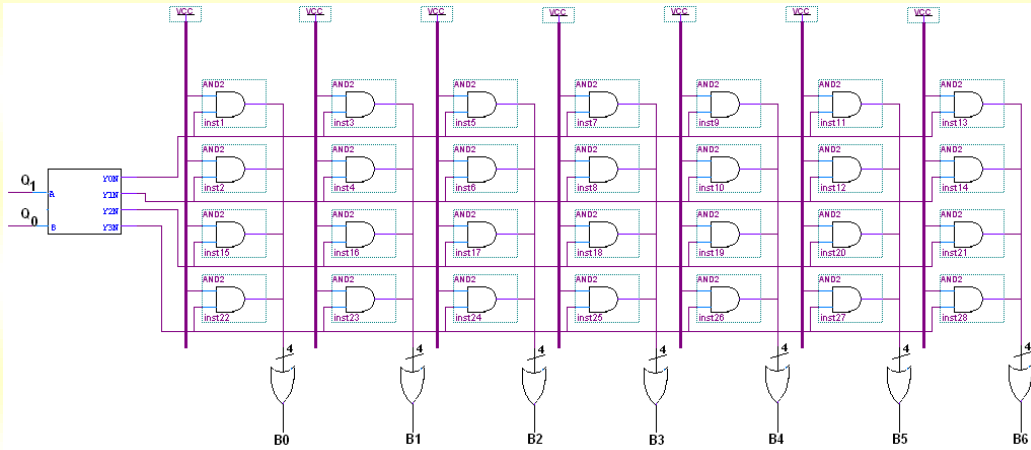 VCC VCC VCC VCC VCC VCC VCC
AND2 AND2 AND2 AND2 AND2 AND2 AND2
inst1 inst3 inst5 inst7 inst9 inst11 inst13
AND2 AND2 AND2 AND2 AND2 AND2 AND2
inst2 inst4 inst6 inst8 inst10 inst12 inst14
Q1 A Y0N
Y1N
Q0 B Y2N
Y3N
AND2 AND2 AND2 AND2 AND2 AND2 AND2
inst15 inst16 inst17 inst18 inst19 inst20 inst21
AND2 AND2 AND2 AND2 AND2 AND2 AND2
inst22 inst23 inst24 inst25 inst26 inst27 inst28
4 4 4 4 4 4 4
B0 B1 B2 B3 B4 B5 B6